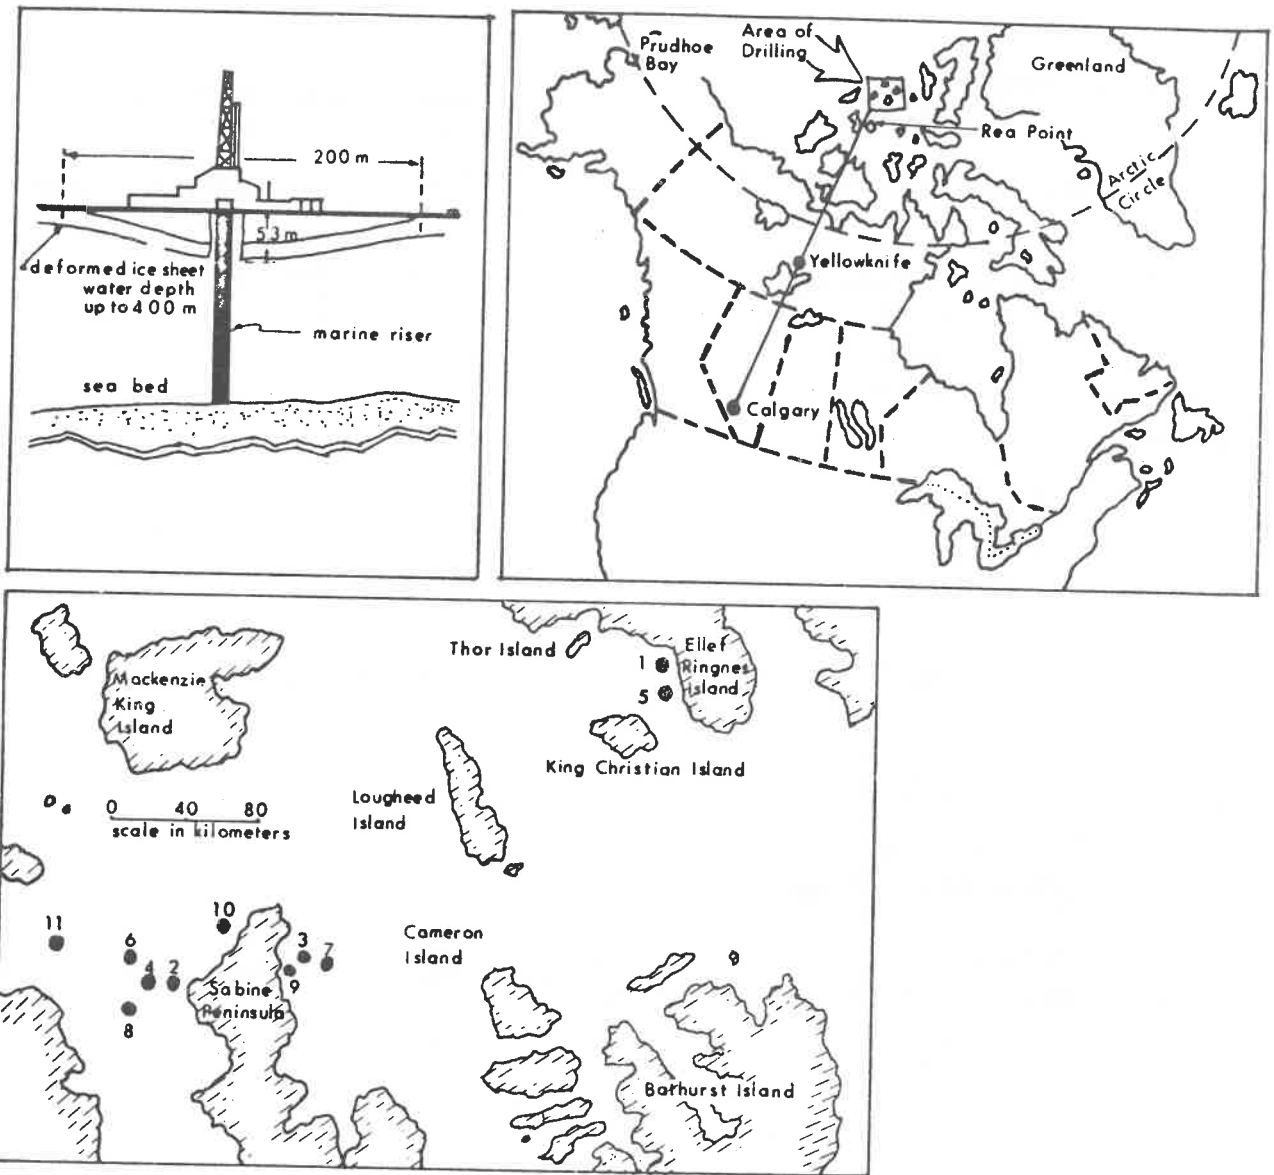 200 m
5.3 m
deformed ice sheet
water depth
up to 400 m
marine riser
sea bed
Prudhoe
Bay
Area of
Drilling
Greenland
Rea Point
Arctic
Circle
Yellowknife
Calgary
Thor Island
Ellef
Ringnes
Island
1
5
Mackenzie
King
Island
King Christian Island
Lougheed
Island
0 40 80
scale in kilometers
10
11
6
3
7
4 2
9
8
Cameron
Island
Sabine
Peninsula
Bathurst Island